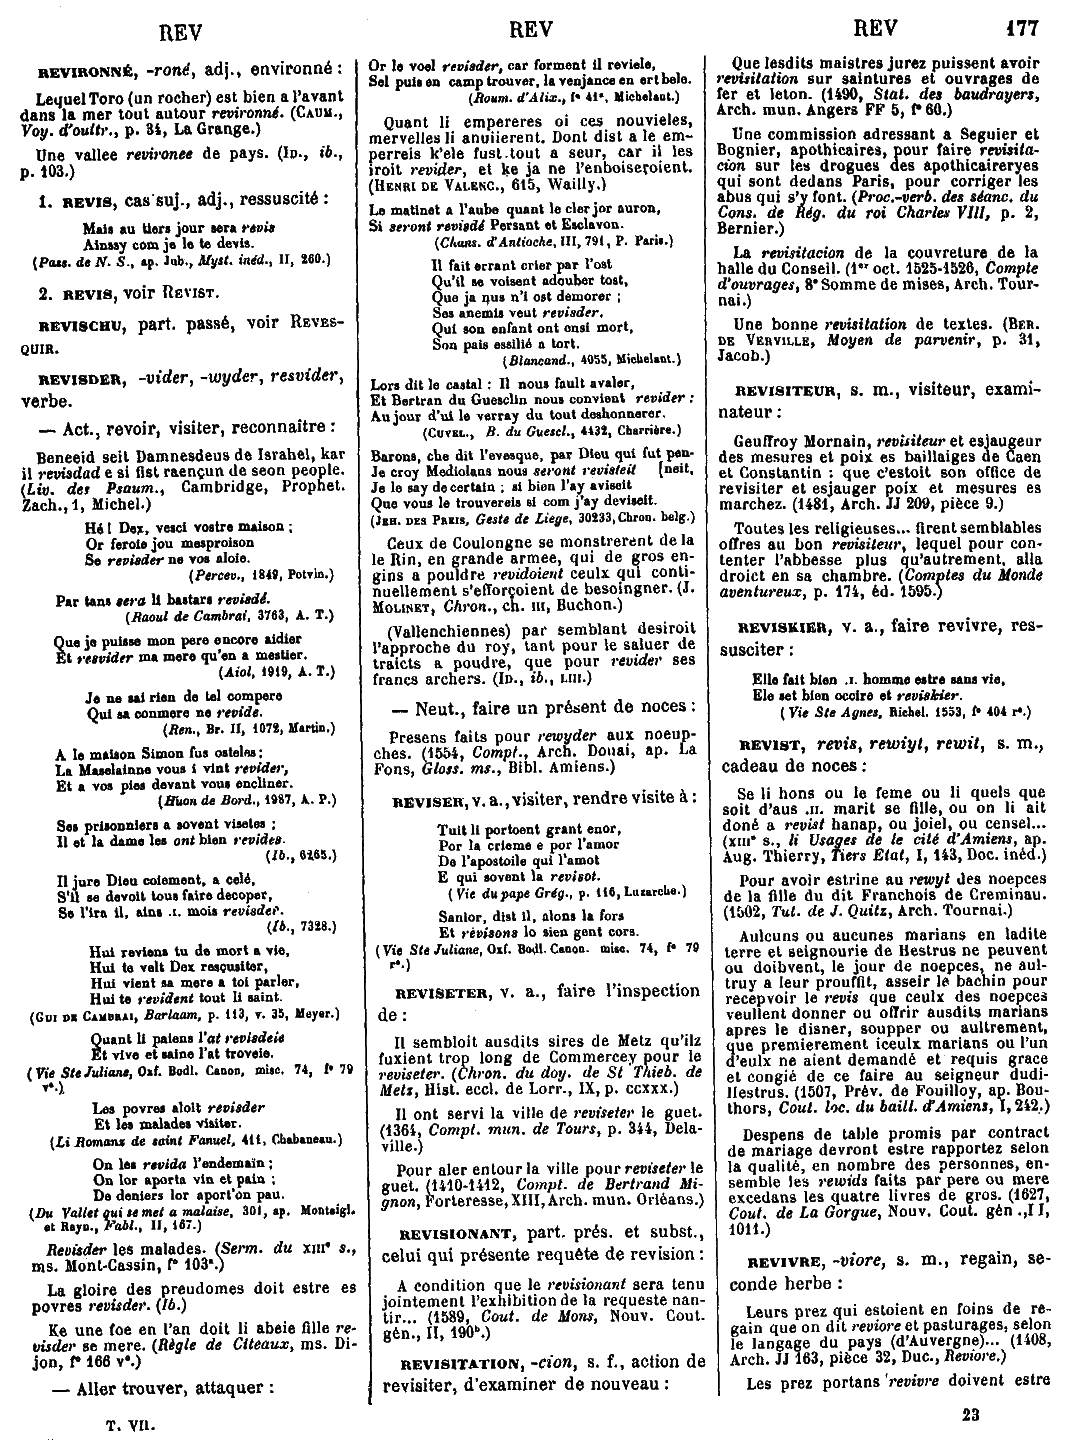 REV
REV
REV 177
REVIRONNÉ, -roné, adj., environné :
Lequel Toro (un rocher) est bien a l'avant
dans la mer tout autour revironné. (CAUM.,
Voy. d'oultr., p. 34, La Grange.)
Une vallee revironee de pays. (ID., ib.,
p. 103.)
1. REVIS, cas suj., adj., ressuscité :
Mais au tiers jour sera revis
Ainssy com je le te devis.
(Pass. de N. S., ap. Jub., Myst. inéd., II, 260.)
2. REVIS, voir REVIST.
REVISCHU, part. passé, voir REVES-
QUIR.
REVISDER, -vider, -wyder, resvider,
verbe.
— Act., revoir, visiter, reconnaitre :
Beneeid seit Damnesdeus de Israhel, kar
il revisdad e si fist raençun de seon people.
(Liv. des Psaum., Cambridge, Prophet.
Zach., 1, Michel.)
Hé ! Dex, vesci vostre maison ;
Or feroie jou mesproison
Se revisder ne vos aloie.
(Percev., 1849, Potvin.)
Par tans sera li bastars revisdé.
(Raoul de Cambrai, 3763, A. T.)
Que je puisse mon pere encore aidier
Et resvider ma mere qu'en a mestier.
(Aiol, 1919, A. T.)
Je ne sai rien de tel compere
Qui sa conmere ne revide.
(Ren., Br. II, 1072, Martin.)
A le maison Simon fus osteles ;
La Maselainne vous i vint revider,
Et a vos pies devant vous encliner.
(Huon de Bord., 1987, A. P.)
Ses prisonniers a sovent viseles ;
Il et la dame les ont bien revides.
(Ib., 6265.)
Il jure Dieu coiement, a celé,
S'il se devoit tous faire decoper,
Se l'ira il, ains .I. mois revisder.
(Ib., 7328.)
Hui reviens tu de mort a vie,
Hui te velt Dex resçusiter,
Hui vient sa mere a toi parler,
Hui te revident tout li saint.
(GUI DE CAMBRAI, Barlaam, p. 113, v. 35, Meyer.)
Quant li paiens l'at revisdeie
Et vive et saine l'at troveie.
(Vie Ste Juliane, Oxf. Bodl. Canon. misc. 74, f° 79
v°.)
Les povres aloit revisder
Et les malades visiter.
(Li Romans de saint Fanuel, 411, Chabaneau.)
On les revida l'endemain ;
On lor aporta vin et pain ;
De deniers lor aport'on pau.
(Du Vallet qui se met a malaise, 301, ap. Montaigl.
et Rayn., Fabl., II, 167.)
Revisder les malades. (Serm. du XIII° s.,
ms. Mont-Cassin, f° 103°.)
La gloire des preudomes doit estre es
povres revisder. (Ib.)
Ke une foe en l'an doit li abeie fille re-
visder se mere. (Règle de Cîteaux, ms. Di-
jon, f° 166 v°.)
— Aller trouver, attaquer :
T. VII.
Or le voel revisder, car forment il reviele,
Sel puis en camp trouver, la venjance en ert bele.
(Roum. d'Alix., f° 41°, Michelant.)
Quant li empereres oi ces nouvieles,
mervelles li anuiierent. Dont dist a le em-
perreis k'ele fust tout a seur, car il les
iroit revider, et ke ja ne l'enboiseroient.
(HENRI DE VALENC., 615, Wailly.)
Le matinet a l'aube quant le cler jor auron,
Si seront revisdé Persant et Esclavon.
(Chans. d'Antioche, III, 791, P. Paris.)
Il fait errant crier par l'ost
Qu'il se voisent adouber tost,
Que ja plus n'i ost demorer ;
Ses anemis veut revisder.
Qui son enfant ont ensi mort,
Son pais essilié a tort.
(Blancand., 4055, Michelant.)
Lors dit le castal : Il nous fault avaler,
Et Bertran du Guesclin nous convient revider :
Au jour d'ui le verray du tout deshonnerer.
(CUVEL., B. du Guescl., 4432, Charrière.)
Barons, che dit l'evesque, par Dieu qui fut pen-
Je croy Mediolans nous seront revisteit [neit,
Je le say de certain ; si bien l'ay aviseit
Que vous le trouvereis si com j'ay deviseit.
(JEH. DES PREIS, Geste de Liege, 30233, Chron. belg.)
Ceux de Coulongne se monstrerent de la
le Rin, en grande armee, qui de gros en-
gins a pouldre revidoient ceulx qui conti-
nuellement s'efforçoient de besoingner. (J.
MOLINET, Chron., ch. III, Buchon.)
(Vallenchiennes) par semblant desiroit
l'approche du roy, tant pour le saluer de
traicts a poudre, que pour revider ses
francs archers. (ID., ib., LIII.)
— Neut., faire un présent de noces :
Presens faits pour rewyder aux noeup-
ches. (1554, Compt., Arch. Douai, ap. La
Fons, Gloss. ms., Bibl. Amiens.)
REVISER, v. a., visiter, rendre visite à :
Tuit li portoent grant enor,
Por la crieme e por l'amor
De l'apostoile qui l'amot
E qui sovent la revisot.
(Vie du pape Grég., p. 116, Luzarche.)
Sanior, dist il, alons la fors
Et revisons lo sien gent cors.
(Vie Ste Juliane, Oxf. Bodl. Canon. misc. 74, f° 79
r°.)
REVISETER, v. a., faire l'inspection
de :
Il sembloit ausdits sires de Metz qu'ilz
fuxient trop long de Commercey pour le
reviseter. (Chron. du doy. de St Thieb. de
Metz, Hist. eccl. de Lorr., IX, p. CCXXX.)
Il ont servi la ville de reviseter le guet.
(1364, Compt. mun. de Tours, p. 344, Dela-
ville.)
Pour aler entour la ville pour reviseter le
guet. (1410-1412, Compt. de Bertrand Mi-
gnon, Forteresse, XIII, Arch. mun. Orléans.)
REVISIONANT, part. prés. et subst.,
celui qui présente requête de revision :
A condition que le revisionant sera tenu
jointement l'exhibition de la requeste nan-
tir... (1589, Cout. de Mons, Nouv. Cout.
gén., II, 190ᵇ.)
REVISITATION, -cion, s. f., action de
revisiter, d'examiner de nouveau :
Que lesdits maistres jurez puissent avoir
revisitation sur saintures et ouvrages de
fer et leton. (1490, Stat. des baudrayers,
Arch. mun. Angers FF 5, f° 60.)
Une commission adressant a Seguier et
Bognier, apothicaires, pour faire revisita-
cion sur les drogues des apothicaireryes
qui sont dedans Paris, pour corriger les
abus qui s'y font. (Proc.-verb. des séanc. du
Cons. de Rég. du roi Charles VIII, p. 2,
Bernier.)
La revisitacion de la couvreture de la
halle du Conseil. (1ᵉʳ oct. 1525-1526, Compte
d'ouvrages, 8° Somme de mises, Arch. Tour-
nai.)
Une bonne revisitation de textes. (BER.
DE VERVILLE, Moyen de parvenir, p. 31,
Jacob.)
REVISITEUR, s. m., visiteur, exami-
nateur :
Geuffroy Mornain, revisiteur et esjaugeur
des mesures et poix es baillaiges de Caen
et Constantin : que c'estoit son office de
revisiter et esjauger poix et mesures es
marchez. (1481, Arch. JJ 209, pièce 9.)
Toutes les religieuses... firent semblables
offres au bon revisiteur, lequel pour con-
tenter l'abbesse plus qu'autrement, alla
droict en sa chambre. (Comptes du Monde
aventureux, p. 174, éd. 1595.)
REVISKIER, v. a., faire revivre, res-
susciter :
Elle fait bien .I. homme estre sans vie,
Ele set bien occire et reviskier.
(Vie Ste Agnes, Richel. 1553, f° 404 r°.)
REVIST, revis, rewiyt, rewit, s. m.,
cadeau de noces :
Se li hons ou le feme ou li quels que
soit d'aus .II. marit se fille, ou on li ait
doné a revist hanap, ou joiel, ou censel...
(XIII° s., li Usages de le cité d'Amiens, ap.
Aug. Thierry, Tiers Etat, I, 143, Doc. inéd.)
Pour avoir estrine au rewyt des noepces
de la fille du dit Franchois de Creminau.
(1502, Tut. de J. Quitz, Arch. Tournai.)
Aulcuns ou aucunes marians en ladite
terre et seignourie de Hestrus ne peuvent
ou doibvent, le jour de noepces, ne aul-
truy a leur prouffit, asseir le bachin pour
recepvoir le revis que ceulx des noepces
veullent donner ou offrir ausdits marians
apres le disner, soupper ou aultrement,
que premierement iceulx marians ou l'un
d'eulx ne aient demandé et requis grace
et congié de ce faire au seigneur dudi-
Hestrus. (1507, Prév. de Fouilloy, ap. Bou-
thors, Cout. loc. du baill. d'Amiens, I, 242.)
Despens de table promis par contract
de mariage devront estre rapportez selon
la qualité, en nombre des personnes, en-
semble les rewids faits par pere ou mere
excedans les quatre livres de gros. (1627,
Cout. de La Gorgue, Nouv. Cout. gén., II,
1011.)
REVIVRE, -viore, s. m., regain, se-
conde herbe :
Leurs prez qui estoient en foins de re-
gain que on dit reviore et pasturages, selon
le langage du pays (d'Auvergne)... (1408,
Arch. JJ 163, pièce 32, Duc., Reviore.)
Les prez portans revivre doivent estre
23